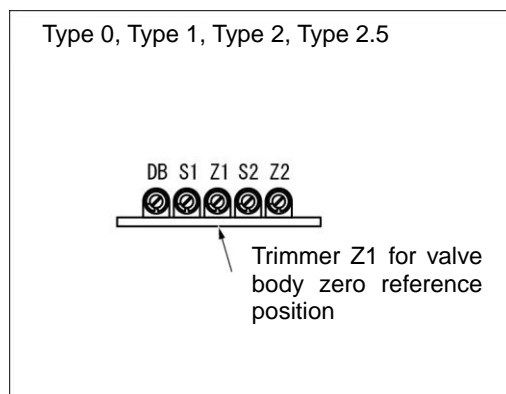 Type 0, Type 1, Type 2, Type 2.5
DB S1 Z1 S2 Z2
Trimmer Z1 for valve
body zero reference
position